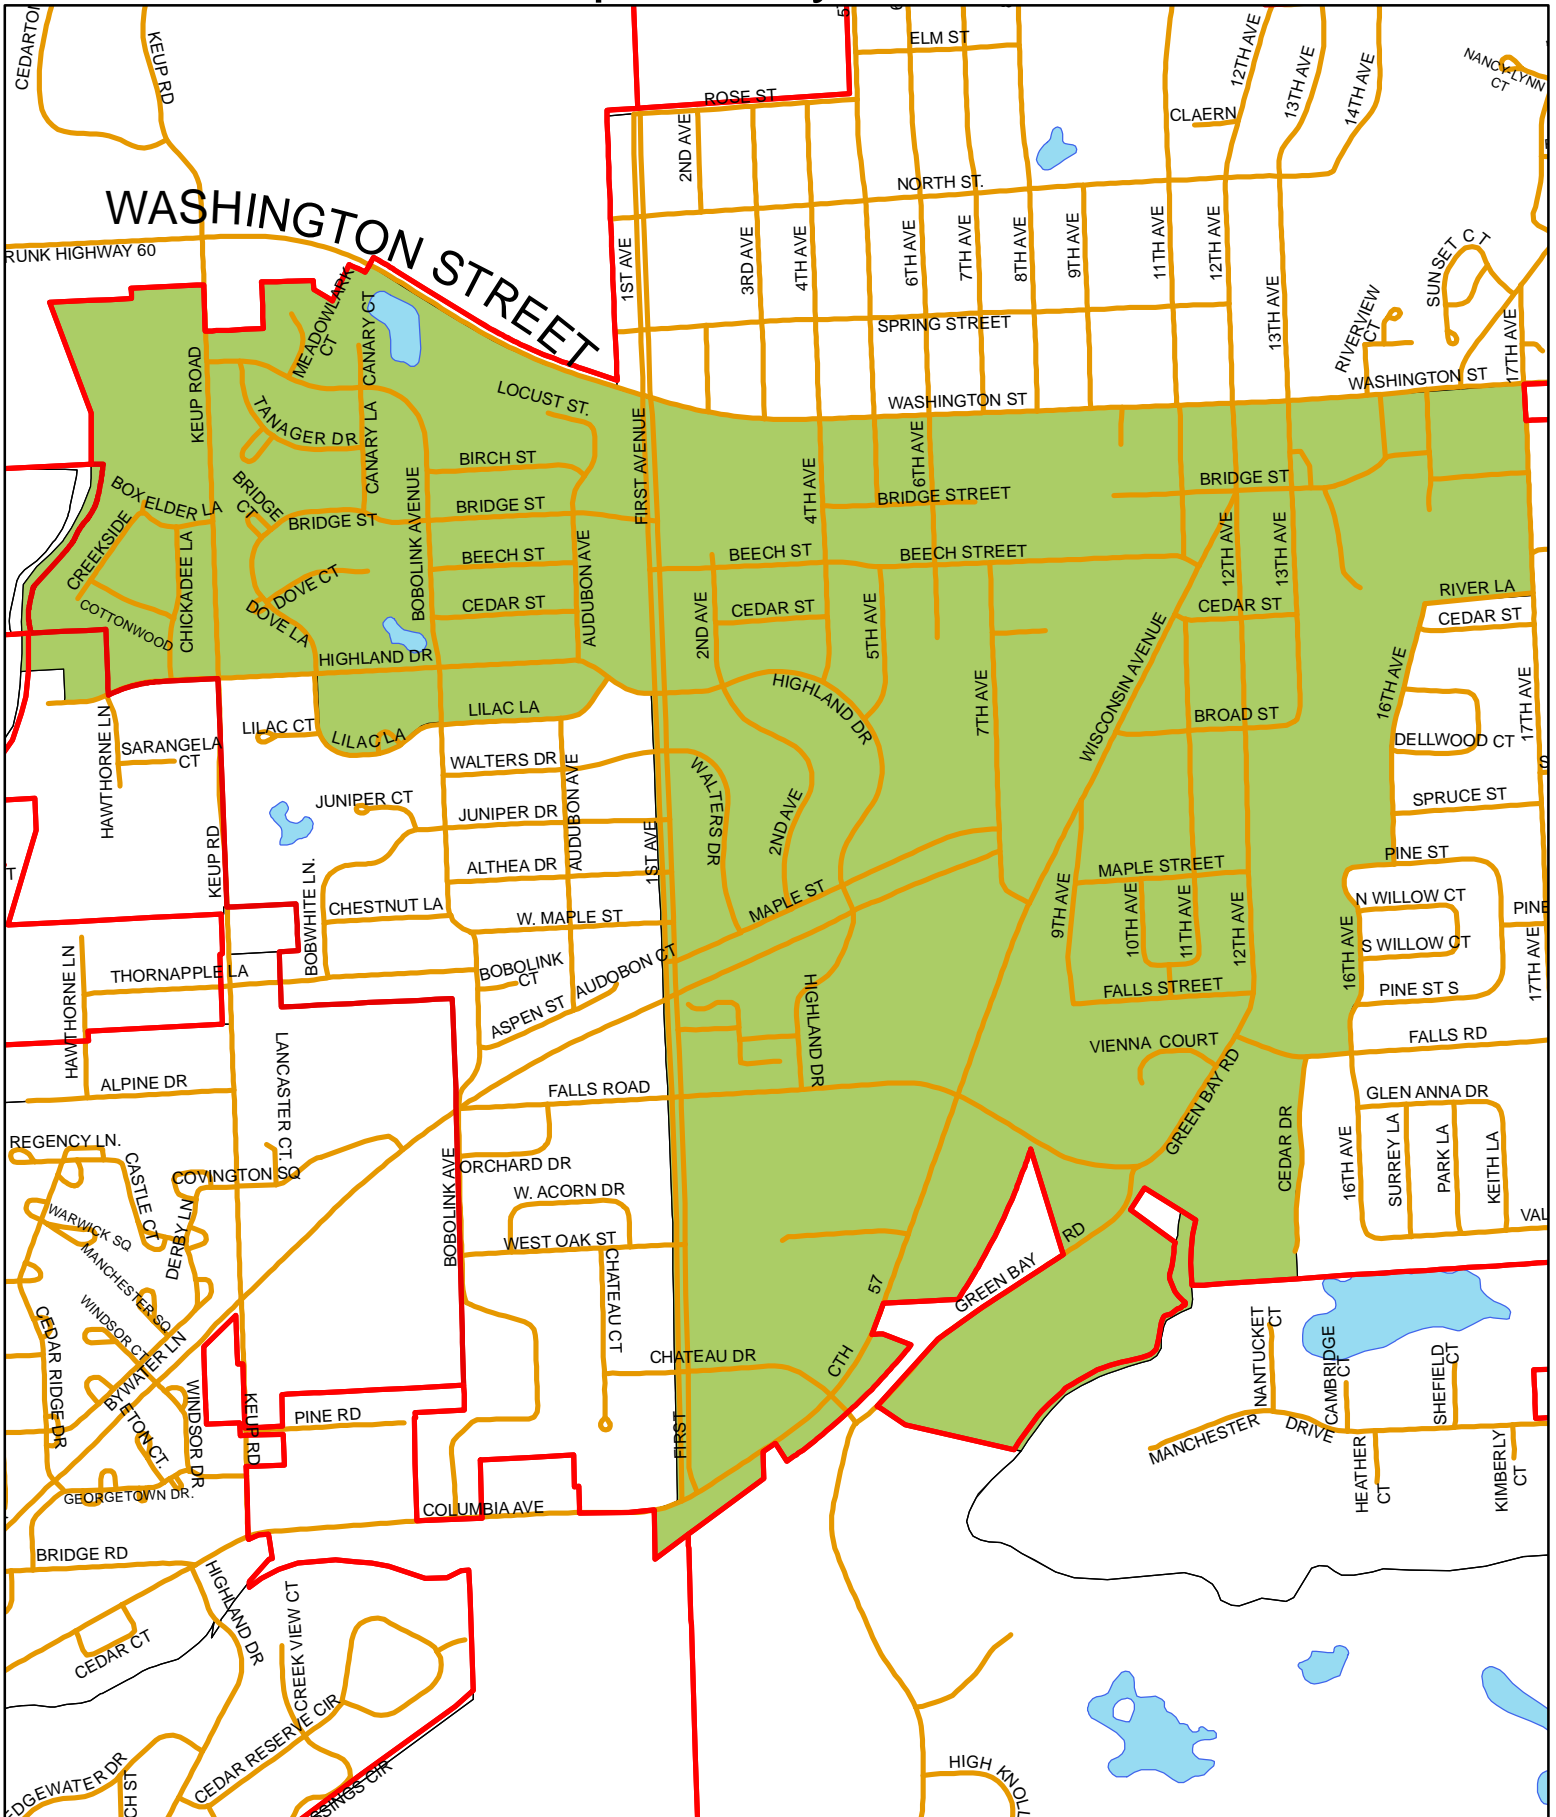 ELM ST
CEDARTO
KEUP RD
12TH AVE
13TH AVE
14TH AVE
NANCY-LYNN
CT
ROSE ST
CLAERN
2ND AVE
NORTH ST.
WASHINGTON STREET
RUNK HIGHWAY 60
1ST AVE
3RD AVE
4TH AVE
6TH AVE
7TH AVE
8TH AVE
9TH AVE
11TH AVE
12TH AVE
13TH AVE
SUNSET CT
RIVERVIEW
CT
17TH AVE
SPRING STREET
MEADOWLARK
CT
CANARY CT
KEUP ROAD
LOCUST ST.
WASHINGTON ST
WASHINGTON ST
TANAGER DR
CANARY LA
FIRST AVENUE
6TH AVE
4TH AVE
BIRCH ST
BOX ELDER LA
BRIDGE
CT
BRIDGE ST
BOBOLINK AVENUE
BRIDGE ST
BRIDGE STREET
BRIDGE ST
CREEKSIDE
CHICKADEE LA
COTTONWOOD
BEECH ST
BEECH ST
BEECH STREET
12TH AVE
13TH AVE
DOVE CT
DOVE LA
CEDAR ST
AUDUBON AVE
2ND AVE
CEDAR ST
5TH AVE
CEDAR ST
RIVER LA
CEDAR ST
HIGHLAND DR
HIGHLAND DR
7TH AVE
WISCONSIN AVENUE
16TH AVE
17TH AVE
HAWTHORNE LN
SARANGELA
CT
LILAC CT
LILAC LA
LILAC LA
BROAD ST
DELLWOOD CT
WALTERS DR
AUDUBON AVE
WALTERS DR
2ND AVE
S
JUNIPER CT
JUNIPER DR
SPRUCE ST
KEUP RD
1ST AVE
T
BOBWHITE LN.
ALTHEA DR
MAPLE STREET
PINE ST
CHESTNUT LA
W. MAPLE ST
MAPLE ST
9TH AVE
10TH AVE
11TH AVE
12TH AVE
N WILLOW CT
PINE
16TH AVE
S WILLOW CT
17TH AVE
HAWTHORNE LN
THORNAPPLE LA
BOBOLINK
CT
AUDOBON CT
ASPEN ST
HIGHLAND DR
FALLS STREET
PINE ST S
LANCASTER CT.
VIENNA COURT
FALLS RD
ALPINE DR
FALLS ROAD
GREEN BAY RD
GLEN ANNA DR
CEDAR DR
16TH AVE
SURREY LA
PARK LA
KEITH LA
REGENCY LN.
CASTLE CT
COVINGTON SQ
BOBOLINK AVE
ORCHARD DR
W. ACORN DR
WARWICK SQ
DERBY LN
MANCHESTER SQ
WEST OAK ST
VAL
GREEN BAY
RD
57
CTH
WINDSOR CT
CEDAR RIDGE DR
BYWATER LN
CHATEAU CT
CHATEAU DR
NANTUCKET
CT
CAMBRIDGE
CT
SHEFIELD
CT
ETON CT.
WINDSOR DR
KEUP RD
PINE RD
FIRST
MANCHESTER
DRIVE
HEATHER
CT
KIMBERLY
CT
GEORGETOWN DR.
COLUMBIA AVE
BRIDGE RD
HIGHLAND DR
CREEK VIEW CT
CEDAR CT
CEDAR RESERVE CIR
EDGEWATER DR
CH ST
SSINGS CIR
HIGH KNOLL